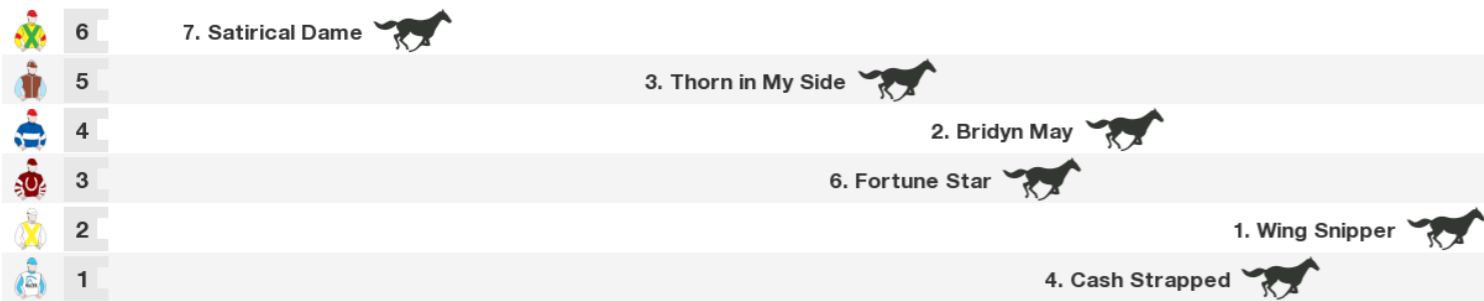 6 7. Satirical Dame
5 3. Thorn in My Side
4 2. Bridyn May
3 6. Fortune Star
2 1. Wing Snipper
1 4. Cash Strapped